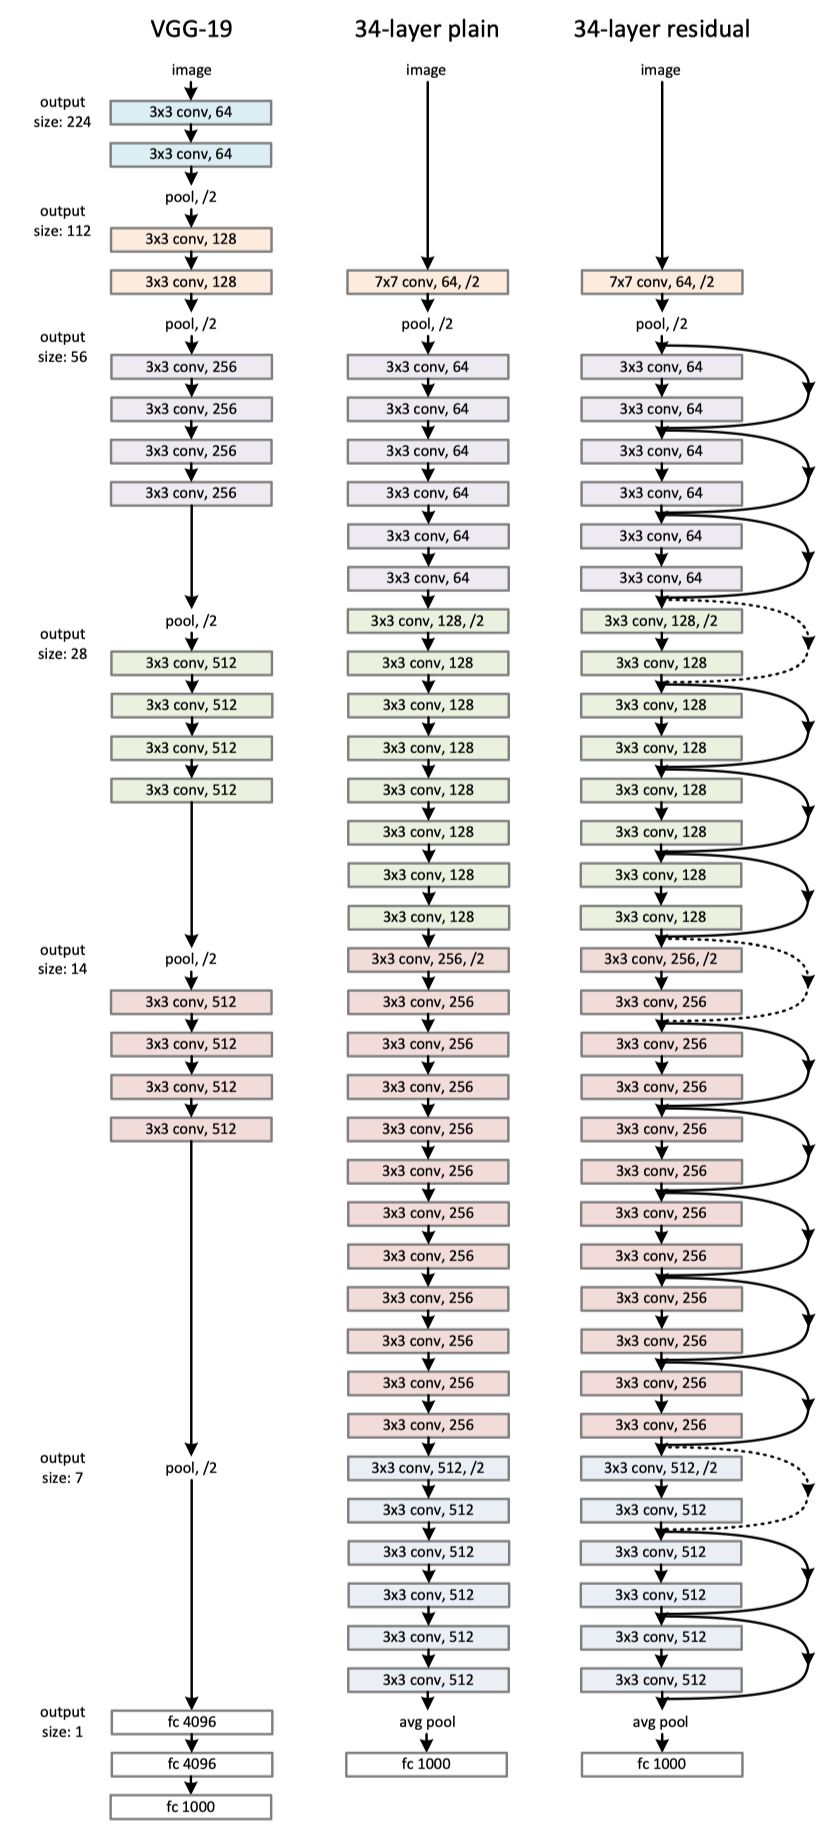 output
size: 224
output
size: 112
output
size: 56
output
size: 28
output
size: 14
output
size: 7
output
size: 1
VGG-19
image
3x3 conv, 64
3x3 conv, 64
pool, /2
3x3 conv, 128
3x3 conv, 128
pool, /2
3x3 conv, 256
3x3 conv, 256
3x3 conv, 256
3x3 conv, 256
pool, /2
3x3 conv, 512
3x3 conv, 512
3x3 conv, 512
3x3 conv, 512
pool, /2
3x3 conv, 512
3x3 conv, 512
3x3 conv, 512
3x3 conv, 512
pool, /2
fc 4096
fc 4096
fc 1000
34-layer plain
image
7x7 conv, 64, /2
pool, /2
3x3 conv, 64
3x3 conv, 64
3x3 conv, 64
3x3 conv, 64
3x3 conv, 64
3x3 conv, 64
3x3 conv, 128, /2
3x3 conv, 128
3x3 conv, 128
3x3 conv, 128
3x3 conv, 128
3x3 conv, 128
3x3 conv, 128
3x3 conv, 128
3x3 conv, 256, /2
3x3 conv, 256
3x3 conv, 256
3x3 conv, 256
3x3 conv, 256
3x3 conv, 256
3x3 conv, 256
3x3 conv, 256
3x3 conv, 256
3x3 conv, 256
3x3 conv, 256
3x3 conv, 256
3x3 conv, 512, /2
3x3 conv, 512
3x3 conv, 512
3x3 conv, 512
3x3 conv, 512
3x3 conv, 512
avg pool
fc 1000
34-layer residual
image
7x7 conv, 64, /2
pool, /2
3x3 conv, 64
3x3 conv, 64
3x3 conv, 64
3x3 conv, 64
3x3 conv, 64
3x3 conv, 64
3x3 conv, 128, /2
3x3 conv, 128
3x3 conv, 128
3x3 conv, 128
3x3 conv, 128
3x3 conv, 128
3x3 conv, 128
3x3 conv, 128
3x3 conv, 256, /2
3x3 conv, 256
3x3 conv, 256
3x3 conv, 256
3x3 conv, 256
3x3 conv, 256
3x3 conv, 256
3x3 conv, 256
3x3 conv, 256
3x3 conv, 256
3x3 conv, 256
3x3 conv, 256
3x3 conv, 512, /2
3x3 conv, 512
3x3 conv, 512
3x3 conv, 512
3x3 conv, 512
3x3 conv, 512
avg pool
fc 1000